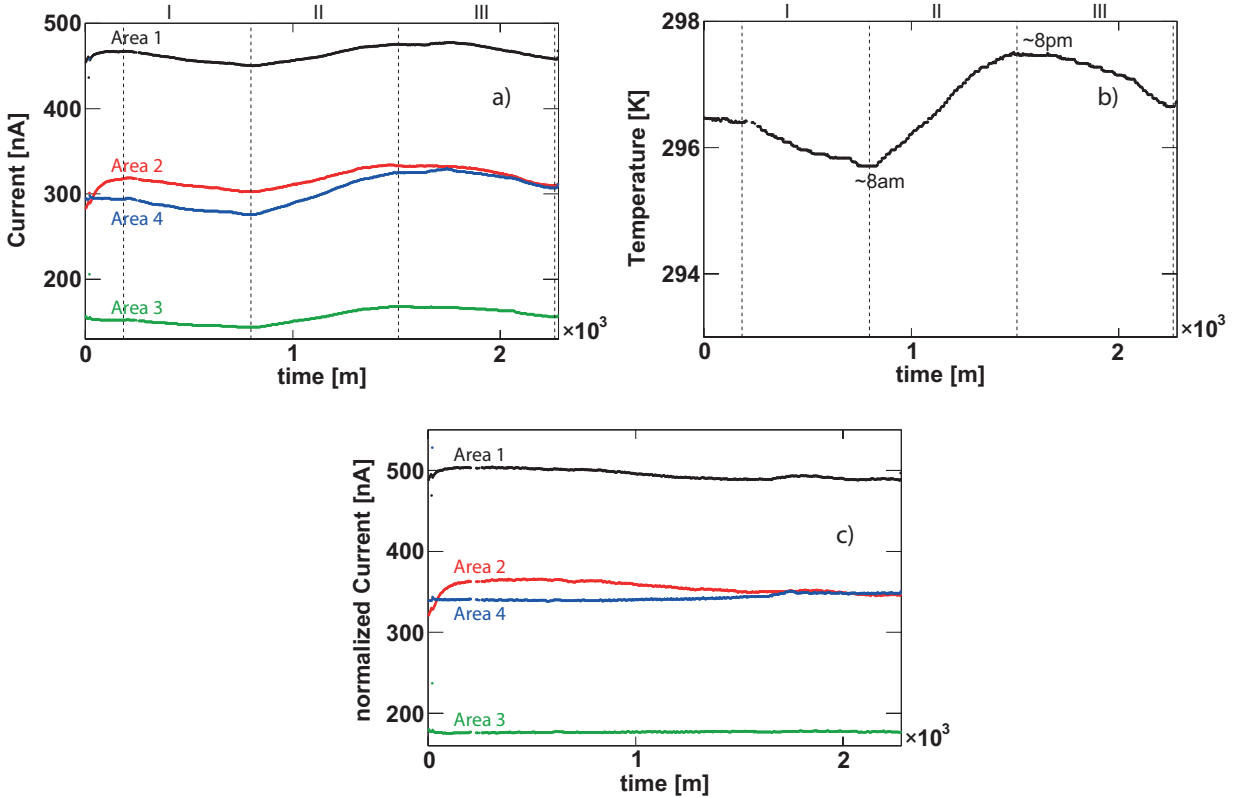 I II III
500
Area 1
a)
400
Area 2
300
Area 4
200
Area 3
×10³
0 1 2
time [m]
Current [nA]
I II III
298
~8pm
b)
296
~8am
294
×10³
0 1 2
time [m]
Temperature [K]
Area 1
500
c)
400
Area 2
Area 4
300
200
Area 3
×10³
0 1 2
time [m]
normalized Current [nA]